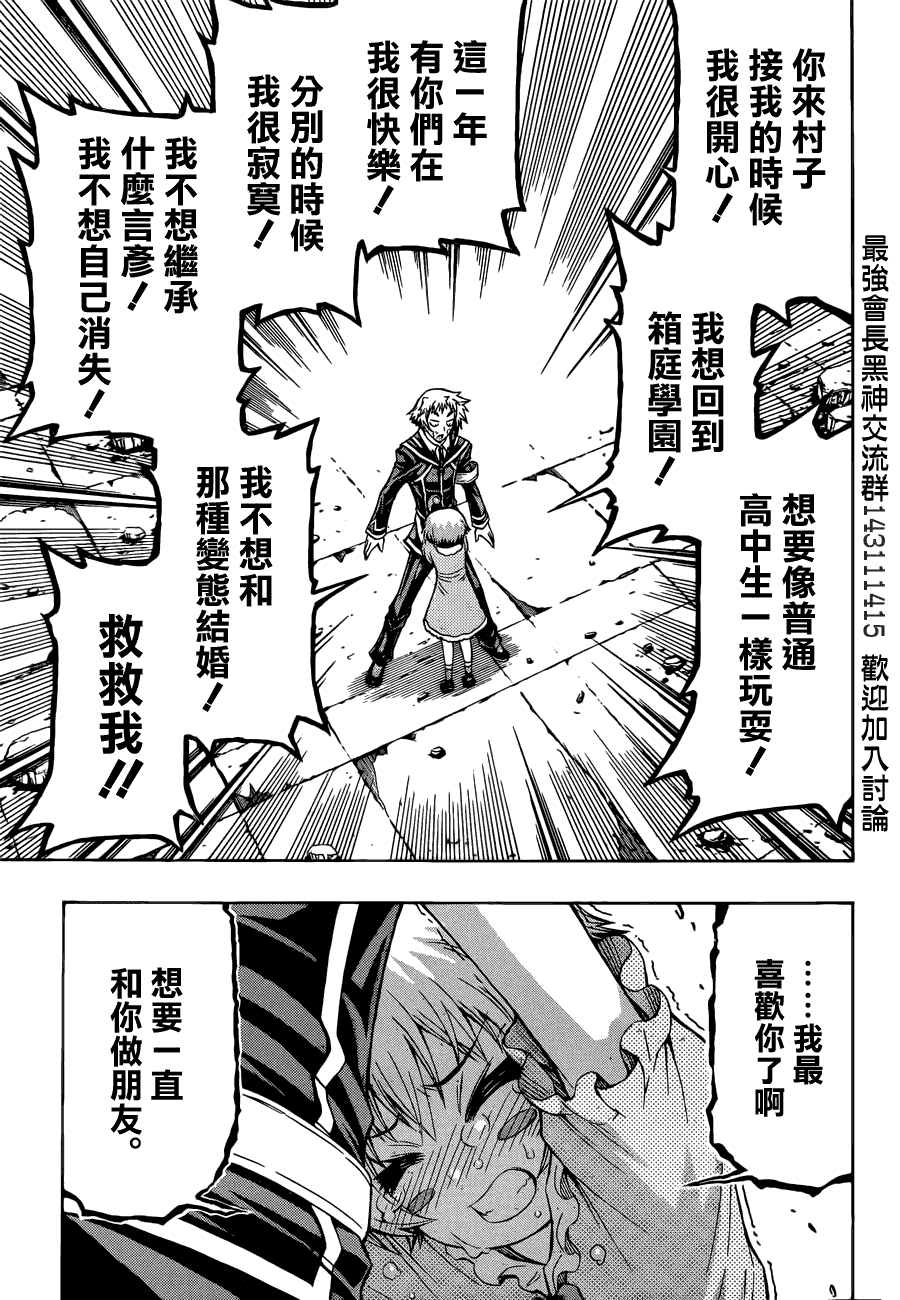 你來村子
接我的時候
我很開心！
這一年
有你們在
我很快樂！
分別的時候
我很寂寞！
我不想繼承
什麼言彥！
我不想自己消失！
我想回到
箱庭學園！
想要像普通
高中生一樣玩耍！
我不想和
那種變態結婚！
救救我！！
……我最
喜歡你了啊
想要一直
和你做朋友。
最強會長黑神交流群143111415 歡迎加入討論